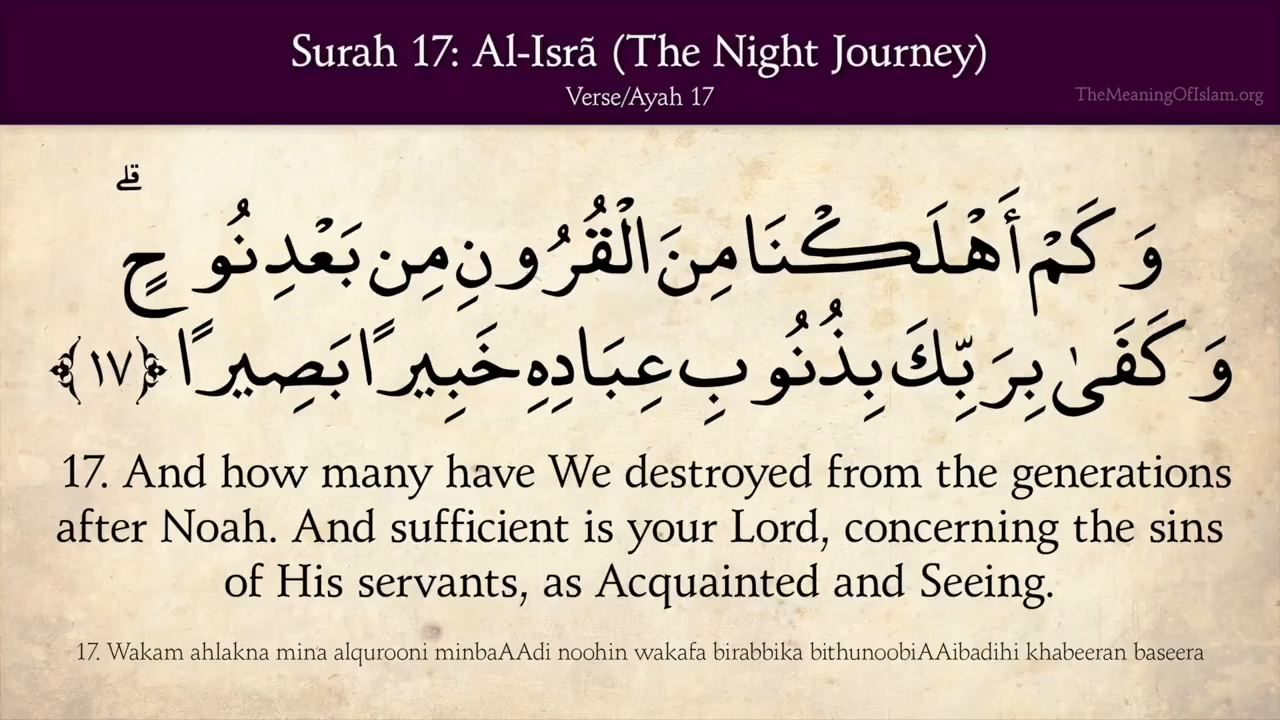 Surah 17: Al-Isrã (The Night Journey)
Verse/Ayah 17
TheMeaningOfIslam.org
وَكَمْ أَهْلَكْنَا مِنَ الْقُرُونِ مِن بَعْدِ نُوحٍ ۗ
وَكَفَىٰ بِرَبِّكَ بِذُنُوبِ عِبَادِهِ خَبِيرًا بَصِيرًا ﴿١٧﴾
17. And how many have We destroyed from the generations
after Noah. And sufficient is your Lord, concerning the sins
of His servants, as Acquainted and Seeing.
17. Wakam ahlakna mina alqurooni minbaAAdi noohin wakafa birabbika bithunoobiAAibadihi khabeeran baseera